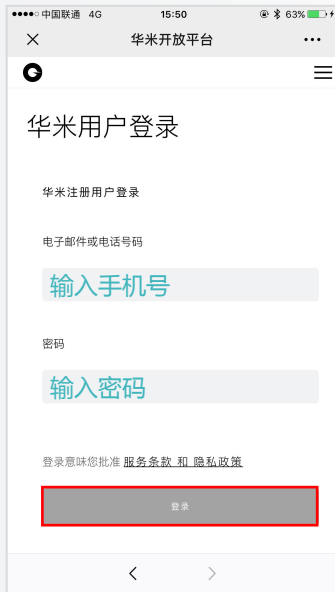 中国联通 4G 15:50 63%
华米开放平台
华米用户登录
华米注册用户登录
电子邮件或电话号码
输入手机号
密码
输入密码
登录意味您批准 服务条款 和 隐私政策
登录